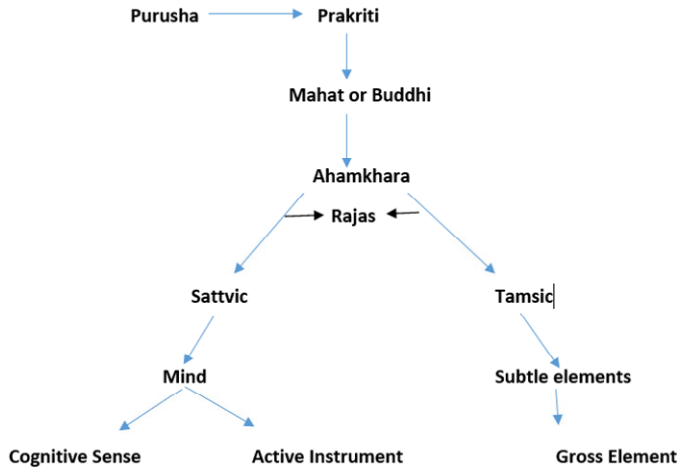 Purusha Prakriti
Mahat or Buddhi
Ahamkhara
Rajas
Sattvic Tamsic
Mind Subtle elements
Cognitive Sense Active Instrument Gross Element